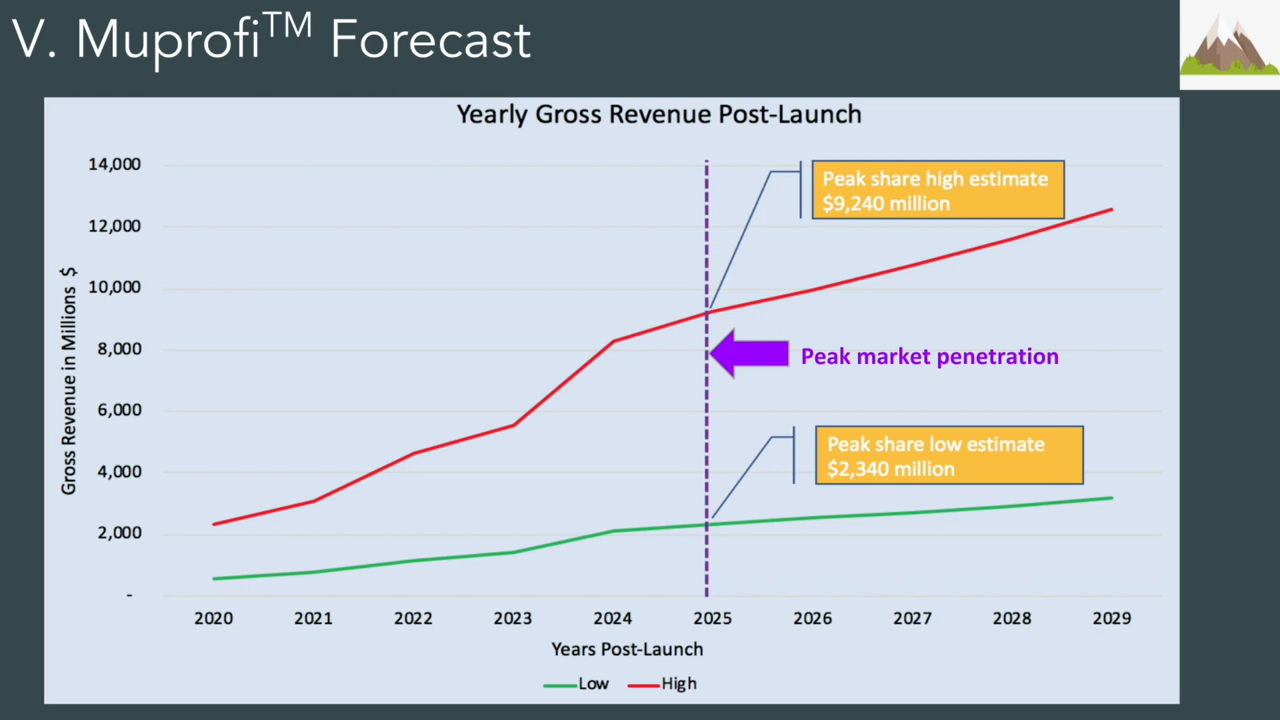 V. Muprofi™ Forecast
Yearly Gross Revenue Post-Launch
14,000
12,000
10,000
8,000
6,000
4,000
2,000
-
Gross Revenue in Millions $
Peak share high estimate
$9,240 million
Peak market penetration
Peak share low estimate
$2,340 million
2020 2021 2022 2023 2024 2025 2026 2027 2028 2029
Years Post-Launch
Low High